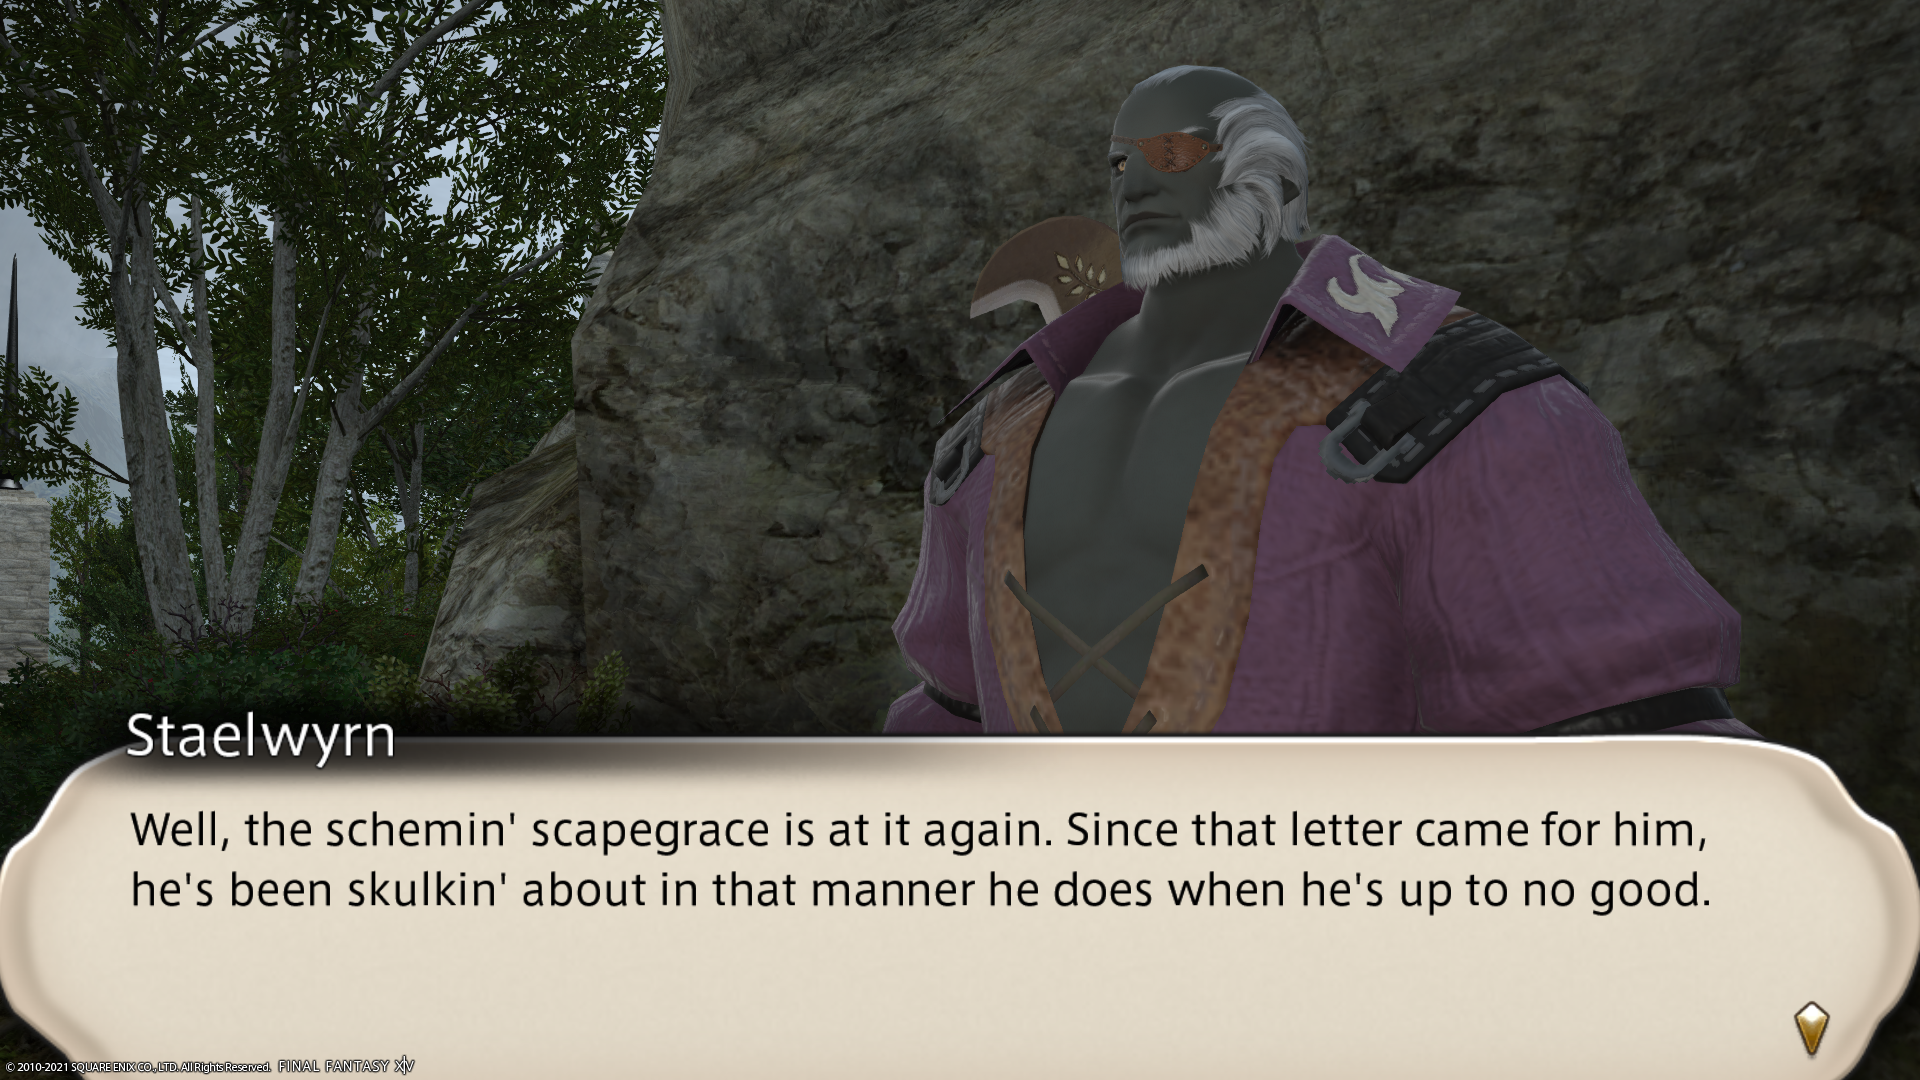 Staelwyrn
Well, the schemin' scapegrace is at it again. Since that letter came for him,
he's been skulkin' about in that manner he does when he's up to no good.
© 2010-2021 SQUARE ENIX CO., LTD. All Rights Reserved. FINAL FANTASY XIV